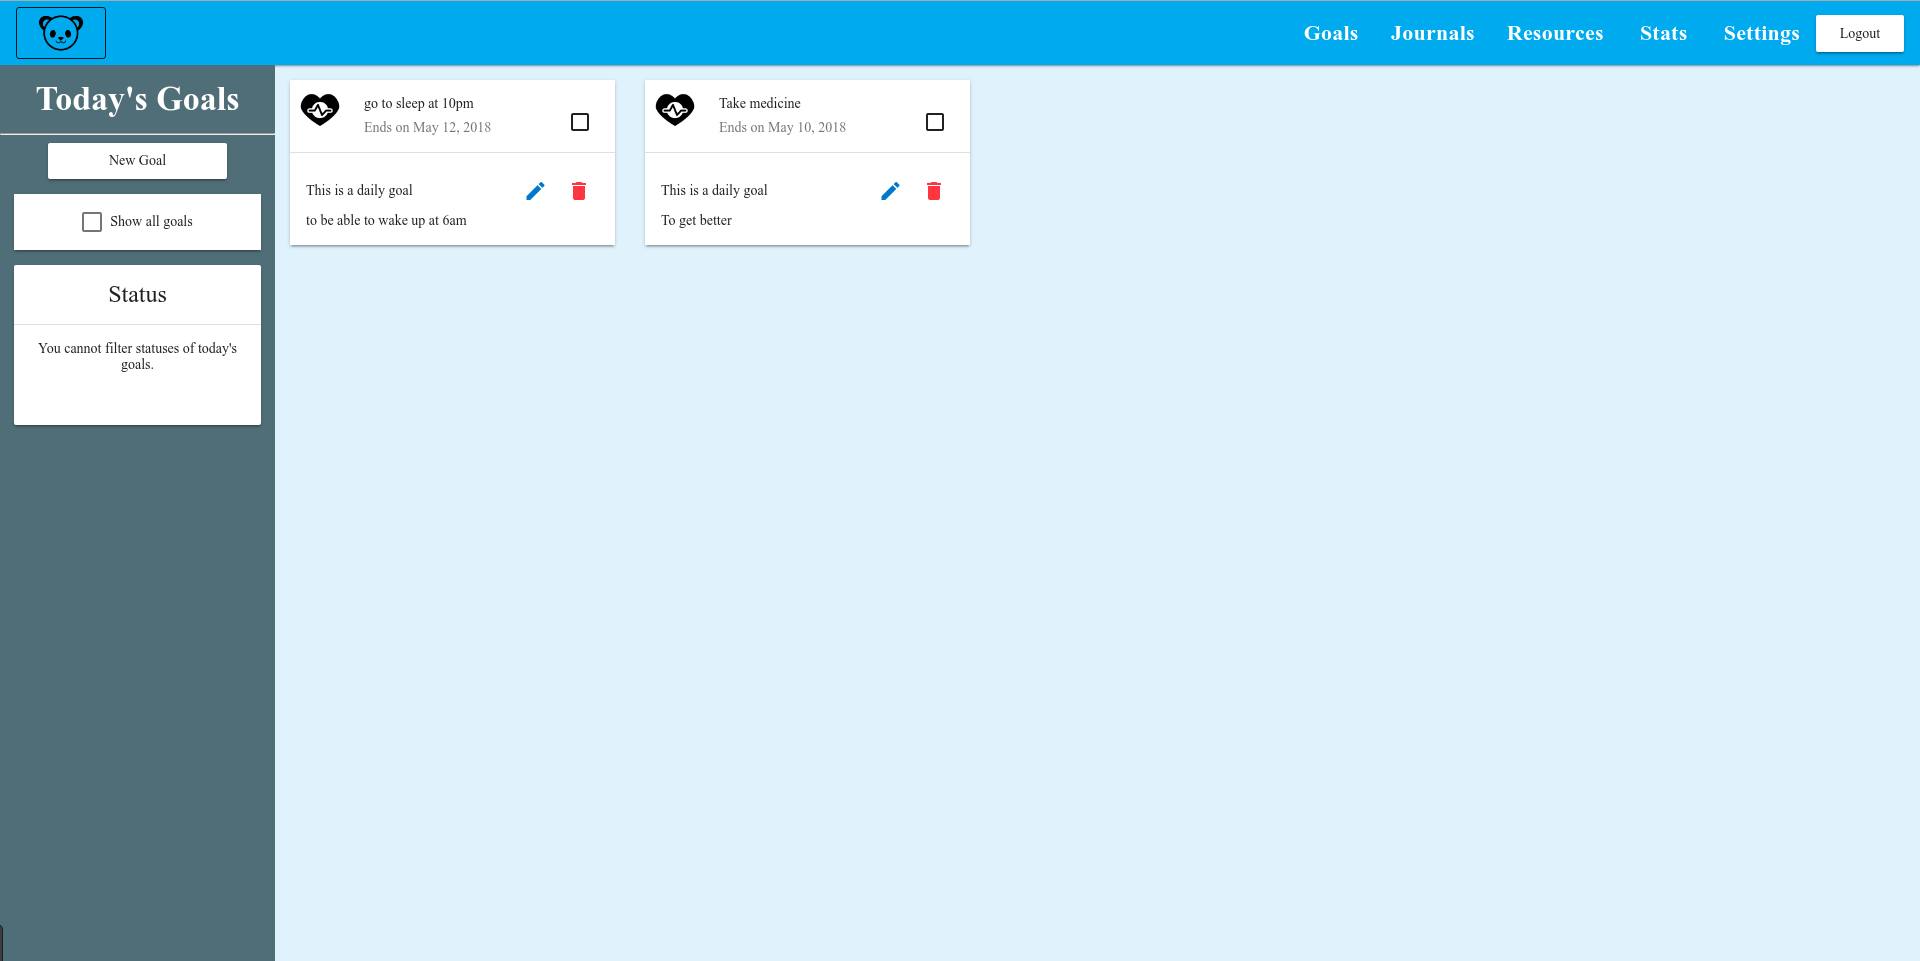 Goals
Journals
Resources
Stats
Settings
Logout
Today's Goals
New Goal
Show all goals
Status
You cannot filter statuses of today's
goals.
go to sleep at 10pm
Ends on May 12, 2018
This is a daily goal
to be able to wake up at 6am
Take medicine
Ends on May 10, 2018
This is a daily goal
To get better